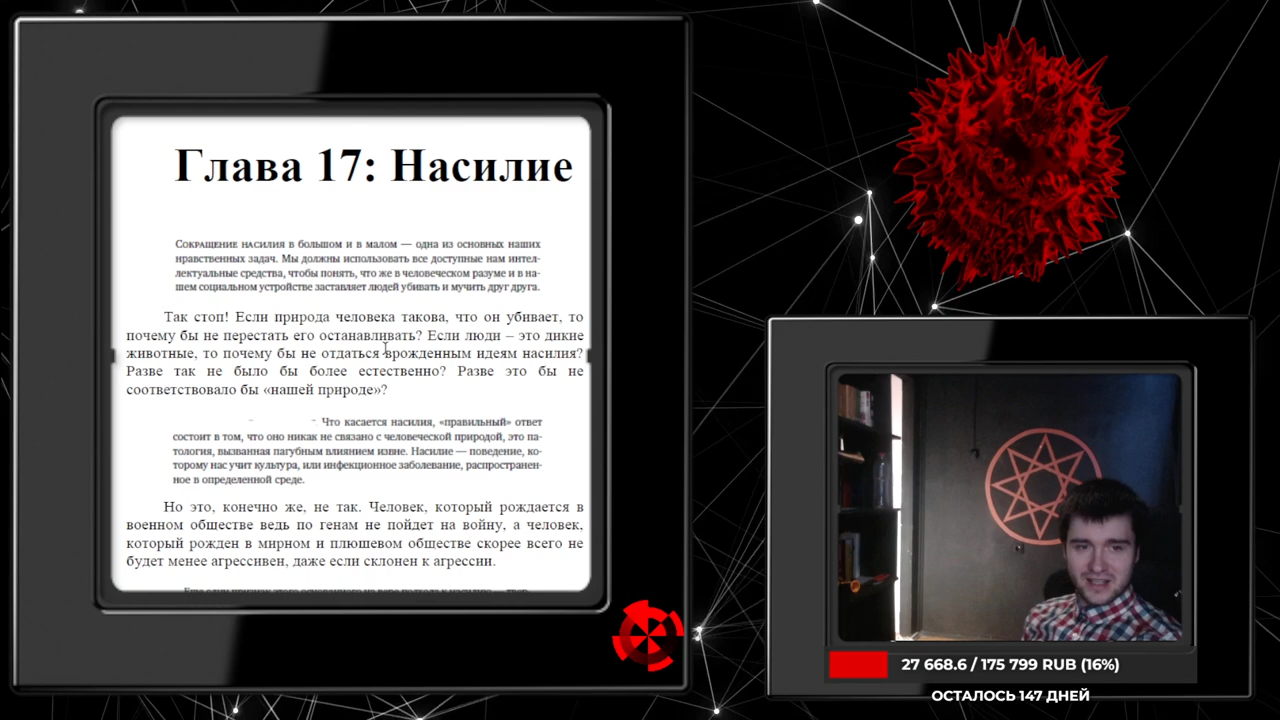 Глава 17: Насилие
Сокращение насилия в большом и в малом — одна из основных наших
нравственных задач. Мы должны использовать все доступные нам интел-
лектуальные средства, чтобы понять, что же в человеческом разуме и в на-
шем социальном устройстве заставляет людей убивать и мучить друг друга.
Так стоп! Если природа человека такова, что он убивает, то
почему бы не перестать его останавливать? Если люди – это дикие
животные, то почему бы не отдаться врожденным идеям насилия?
Разве так не было бы более естественно? Разве это бы не
соответствовало бы «нашей природе»?
Что касается насилия, «правильный» ответ
состоит в том, что оно никак не связано с человеческой природой, это па-
тология, вызванная пагубным влиянием извне. Насилие — поведение, ко-
торому нас учит культура, или инфекционное заболевание, распространен-
ное в определенной среде.
Но это, конечно же, не так. Человек, который рождается в
военном обществе ведь по генам не пойдет на войну, а человек,
который рожден в мирном и плюшевом обществе скорее всего не
будет менее агрессивен, даже если склонен к агрессии.
27 668.6 / 175 799 RUB (16%)
ОСТАЛОСЬ 147 ДНЕЙ